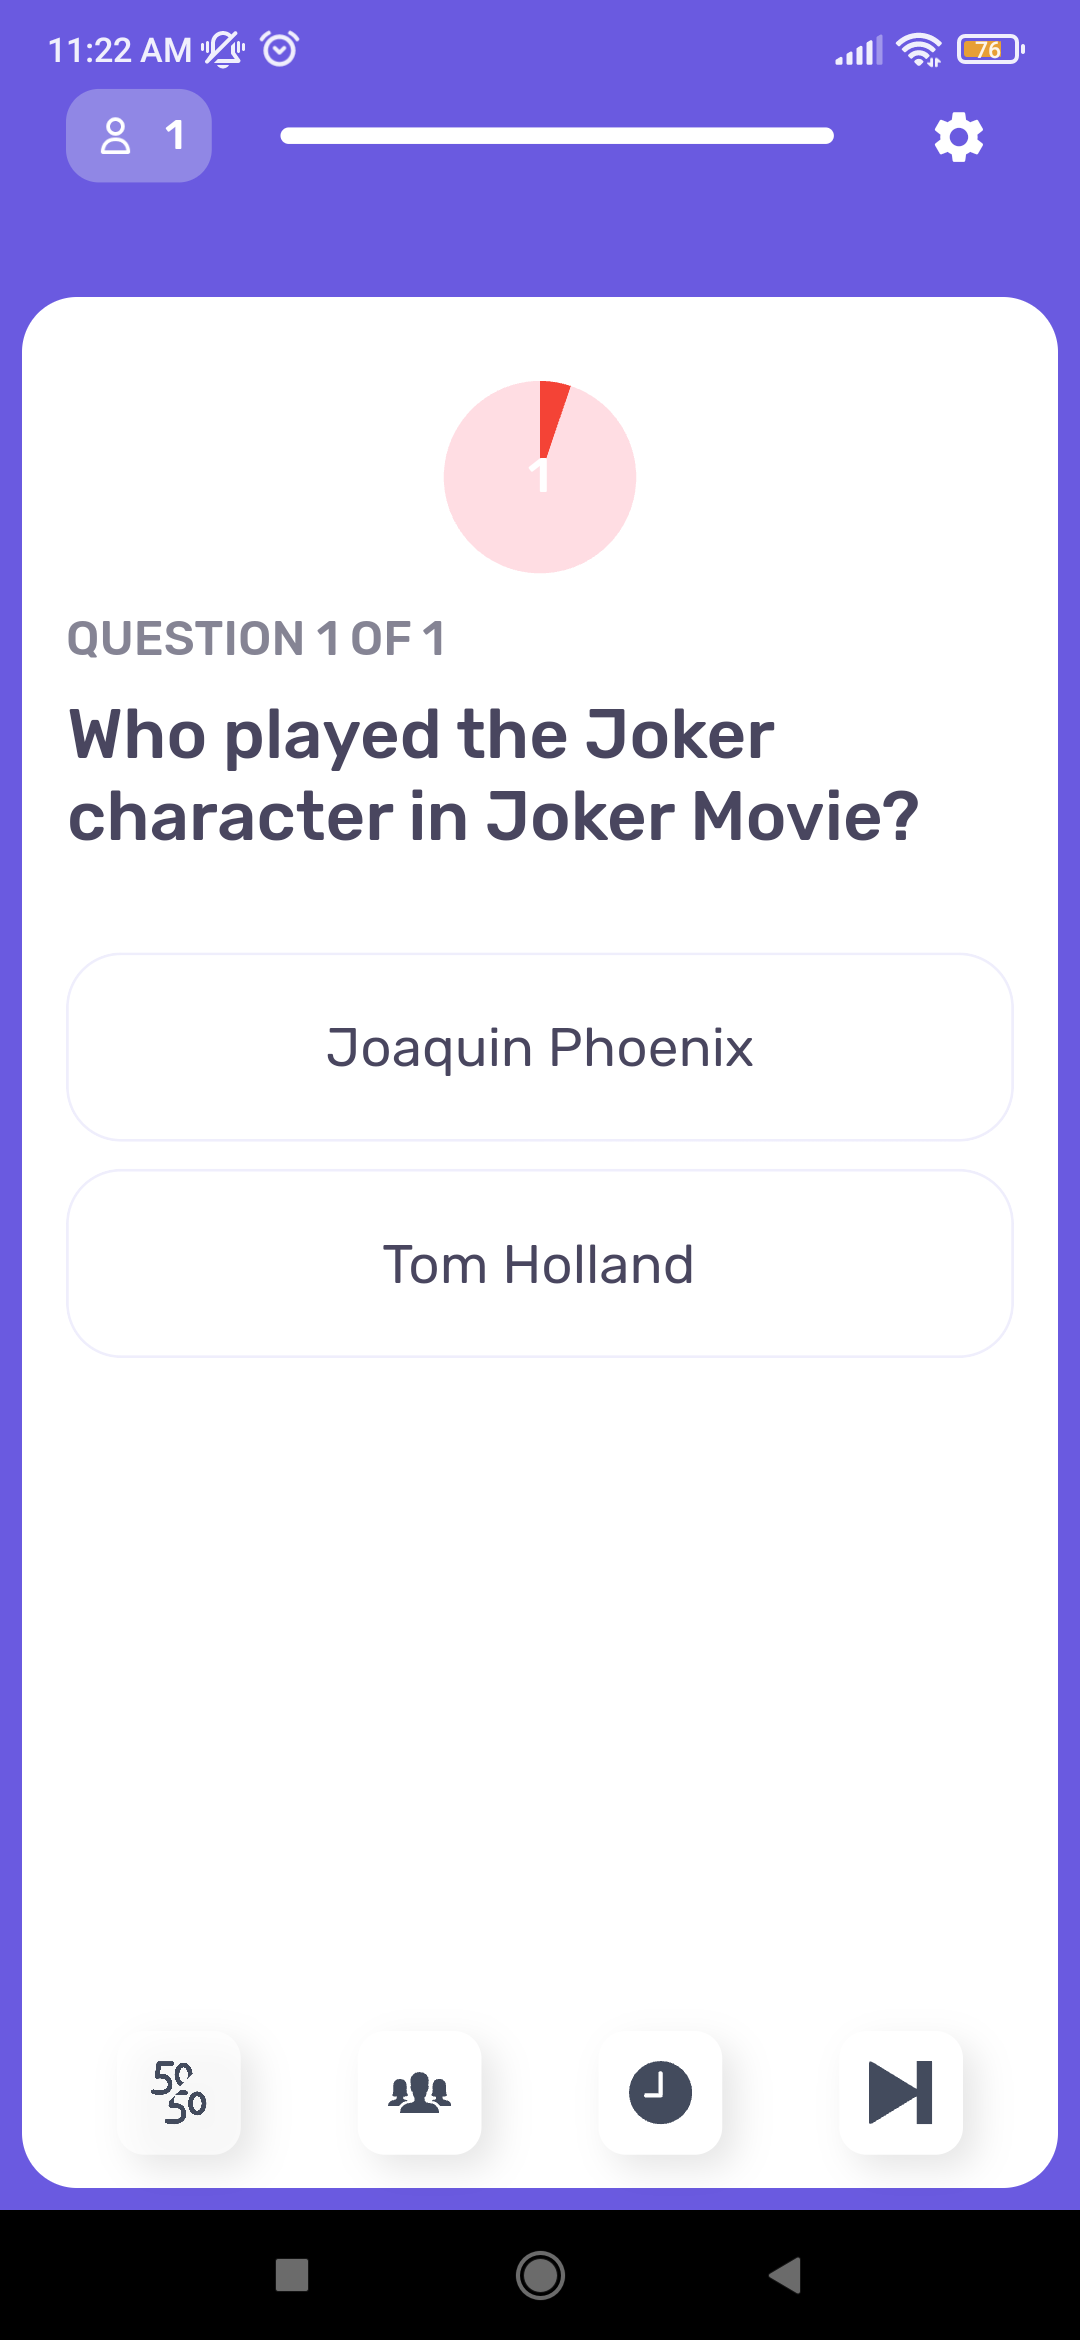 11:22 AM
76
1
1
QUESTION 1 OF 1
Who played the Joker
character in Joker Movie?
Joaquin Phoenix
Tom Holland
50
50